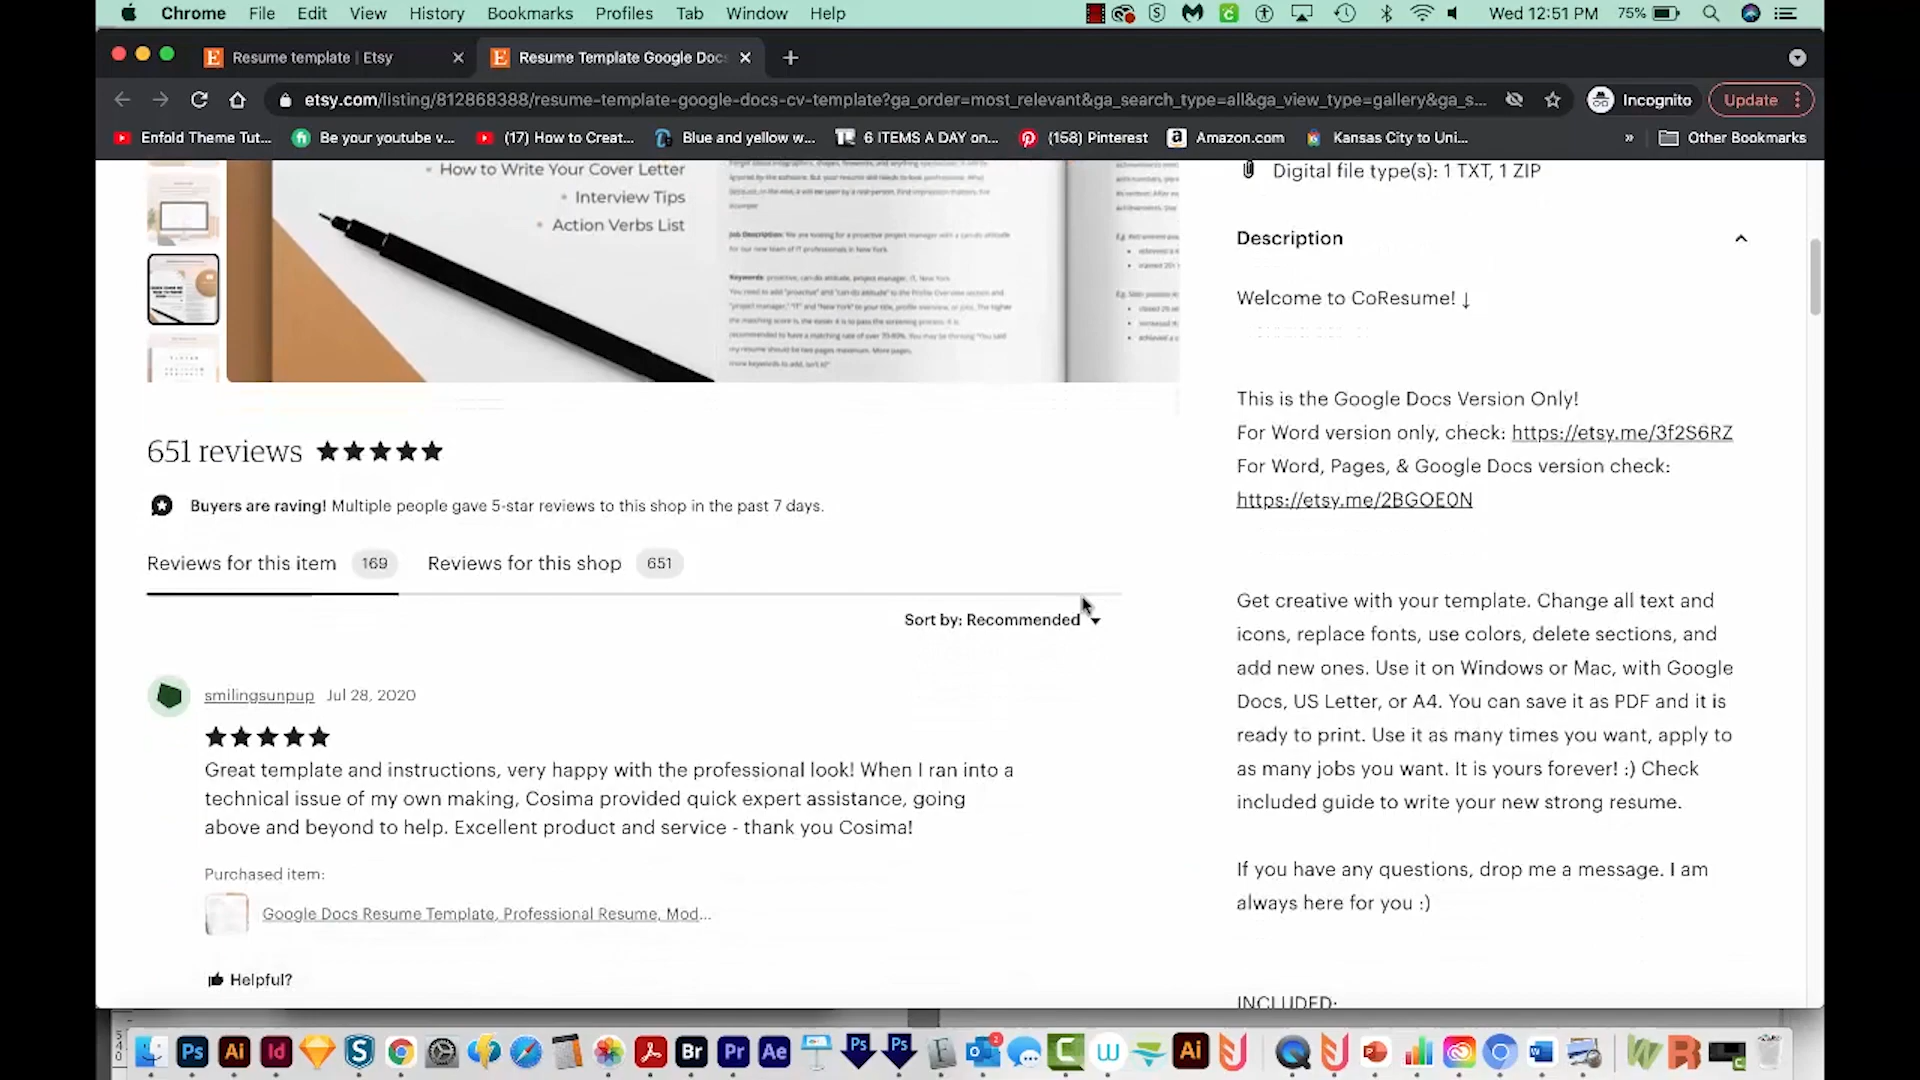 Chrome File Edit View History Bookmarks Profiles Tab Window Help
Wed 12:51 PM 75%
Resume template | Etsy
Resume Template Google Docs
etsy.com/listing/812868388/resume-template-google-docs-cv-template?ga_order=most_relevant&ga_search_type=all&ga_view_type=gallery&ga_s...
Incognito
Update
Enfold Theme Tut...
Be your youtube v...
(17) How to Creat...
Blue and yellow w...
6 ITEMS A DAY on...
(158) Pinterest
Amazon.com
Kansas City to Uni...
»
Other Bookmarks
• How to Write Your Cover Letter
• Interview Tips
• Action Verbs List
651 reviews
Buyers are raving! Multiple people gave 5-star reviews to this shop in the past 7 days.
Reviews for this item 169
Reviews for this shop 651
Sort by: Recommended
smilingsunpup Jul 28, 2020
Great template and instructions, very happy with the professional look! When I ran into a
technical issue of my own making, Cosima provided quick expert assistance, going
above and beyond to help. Excellent product and service - thank you Cosima!
Purchased item:
Google Docs Resume Template, Professional Resume, Mod...
Helpful?
Digital file type(s): 1 TXT, 1 ZIP
Description
Welcome to CoResume! ↓
This is the Google Docs Version Only!
For Word version only, check: https://etsy.me/3f2S6RZ
For Word, Pages, & Google Docs version check:
https://etsy.me/2BGOE0N
Get creative with your template. Change all text and
icons, replace fonts, use colors, delete sections, and
add new ones. Use it on Windows or Mac, with Google
Docs, US Letter, or A4. You can save it as PDF and it is
ready to print. Use it as many times you want, apply to
as many jobs you want. It is yours forever! :) Check
included guide to write your new strong resume.
If you have any questions, drop me a message. I am
always here for you :)
INCLUDED: